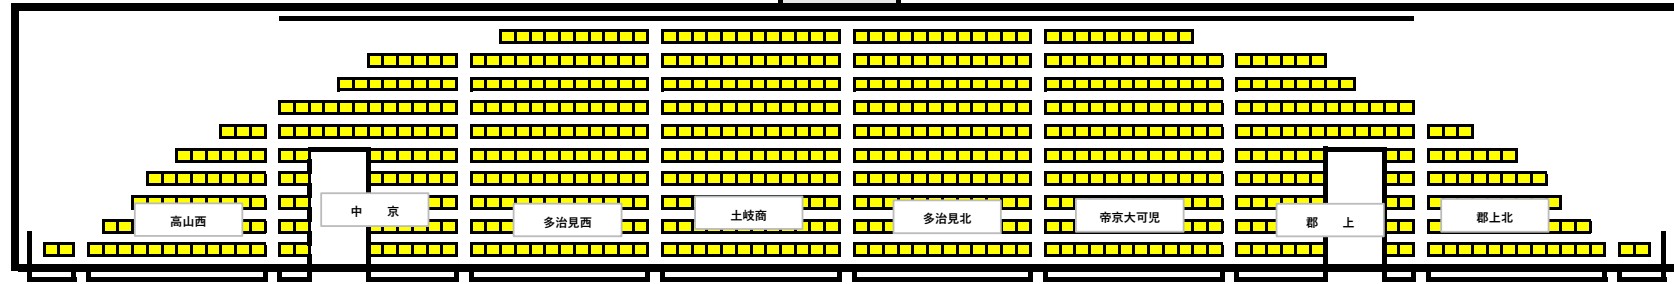 高山西
中　京
多治見西
土岐商
多治見北
帝京大可児
郡　上
郡上北